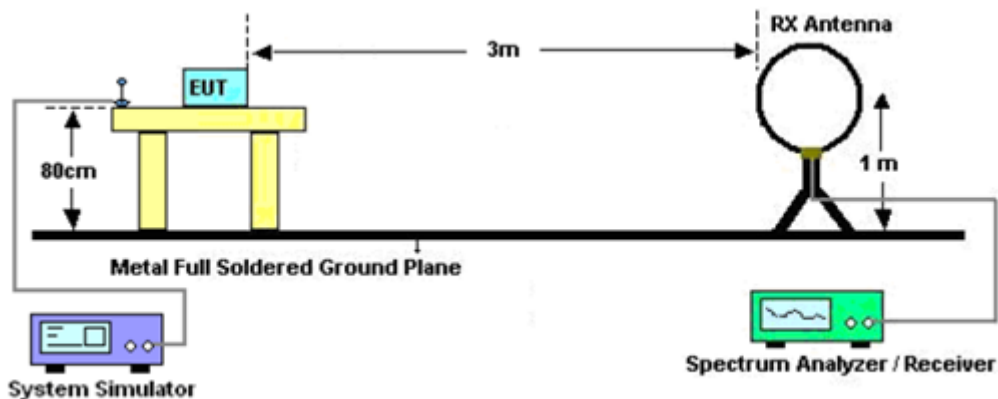 RX Antenna
3m
EUT
80cm
1 m
Metal Full Soldered Ground Plane
System Simulator
Spectrum Analyzer / Receiver